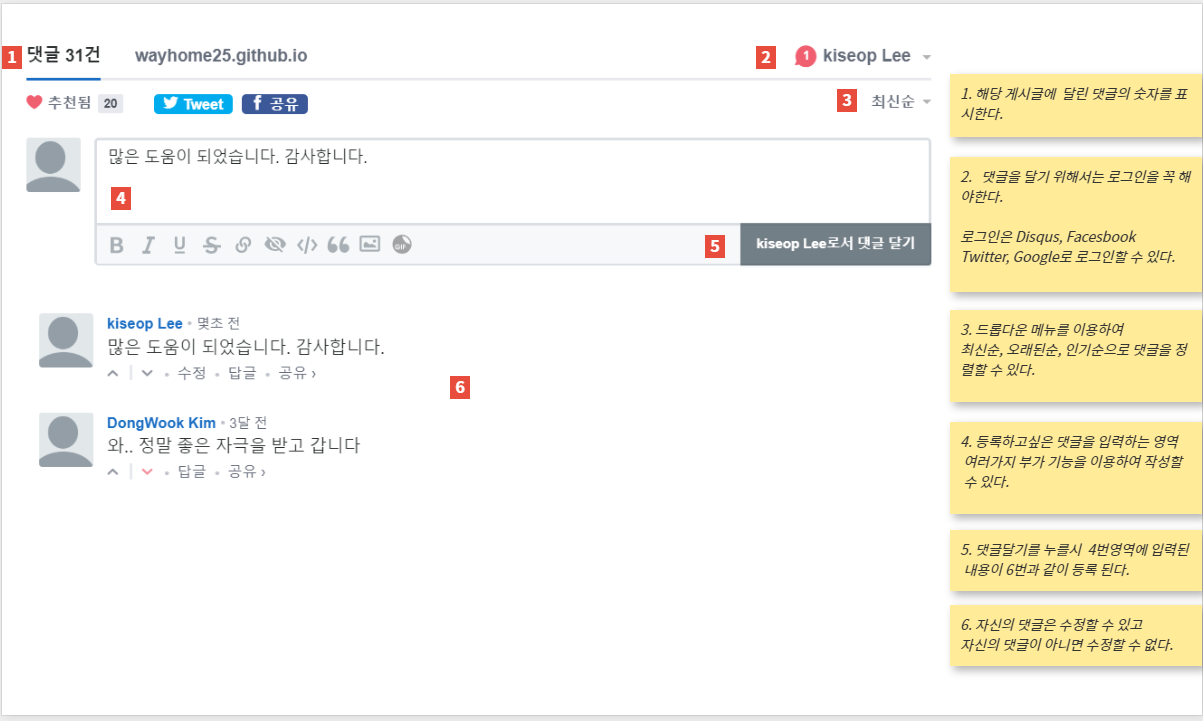 1 댓글 31건 wayhome25.github.io 2 1 kiseop Lee
추천됨 20 Tweet f 공유 3 최신순
많은 도움이 되었습니다. 감사합니다.
4
B I U S </> GIF 5 kiseop Lee로서 댓글 달기
kiseop Lee • 몇초 전
많은 도움이 되었습니다. 감사합니다.
수정 • 답글 • 공유 ›
6
DongWook Kim • 3달 전
와.. 정말 좋은 자극을 받고 갑니다
답글 • 공유 ›
1. 해당 게시글에 달린 댓글의 숫자를 표
시한다.
2. 댓글을 달기 위해서는 로그인을 꼭 해
야한다.
로그인은 Disqus, Facesbook
Twitter, Google로 로그인할 수 있다.
3. 드롭다운 메뉴를 이용하여
최신순, 오래된순, 인기순으로 댓글을 정
렬할 수 있다.
4. 등록하고싶은 댓글을 입력하는 영역
여러가지 부가 기능을 이용하여 작성할
수 있다.
5. 댓글달기를 누를시 4번영역에 입력된
내용이 6번과 같이 등록 된다.
6. 자신의 댓글은 수정할 수 있고
자신의 댓글이 아니면 수정할 수 없다.